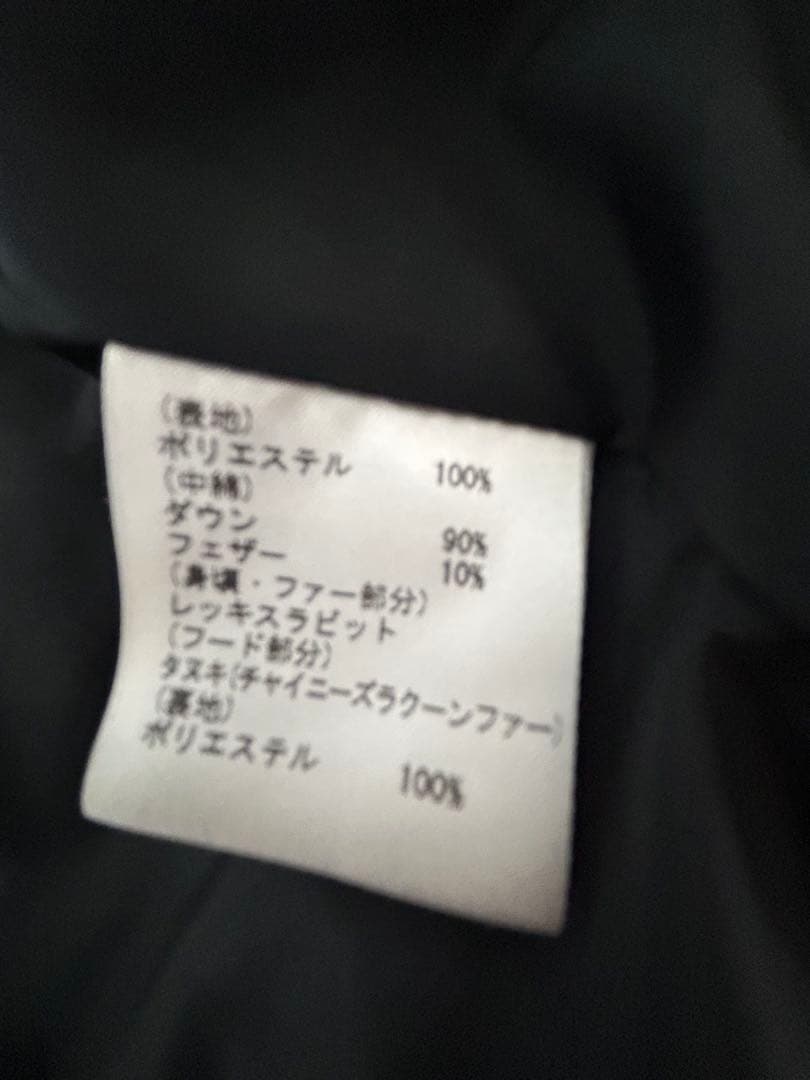 (表地)
ポリエステル 100%
(中綿)
ダウン 90%
フェザー 10%
(身頃・ファー部分)
レッキスラビット
(フード部分)
タヌキ(チャイニーズラクーンファー)
(裏地)
ポリエステル 100%